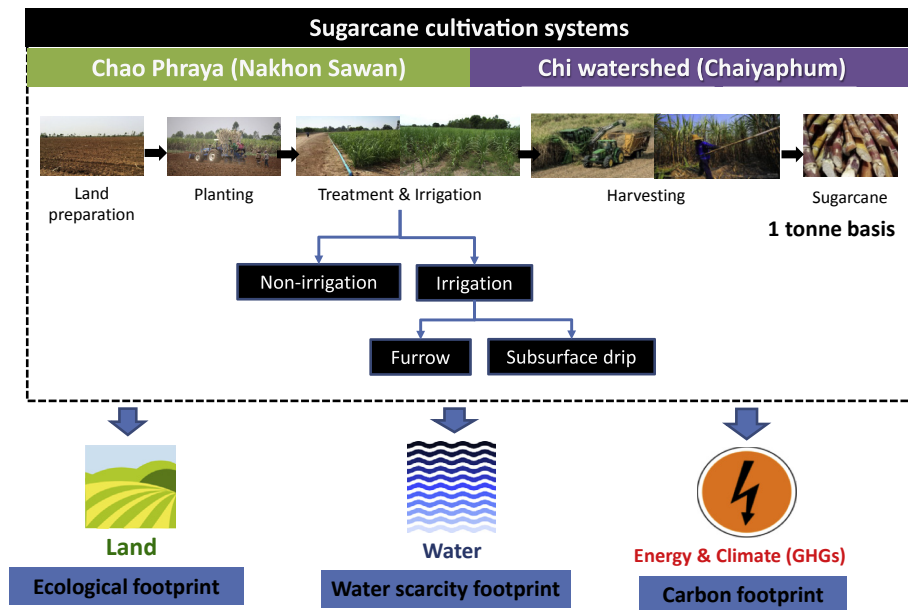 Sugarcane cultivation systems
Chao Phraya (Nakhon Sawan)
Chi watershed (Chaiyaphum)
Land
preparation
Planting
Treatment & Irrigation
Harvesting
Sugarcane
1 tonne basis
Non-irrigation
Irrigation
Furrow
Subsurface drip
Land
Water
Energy & Climate (GHGs)
Ecological footprint
Water scarcity footprint
Carbon footprint